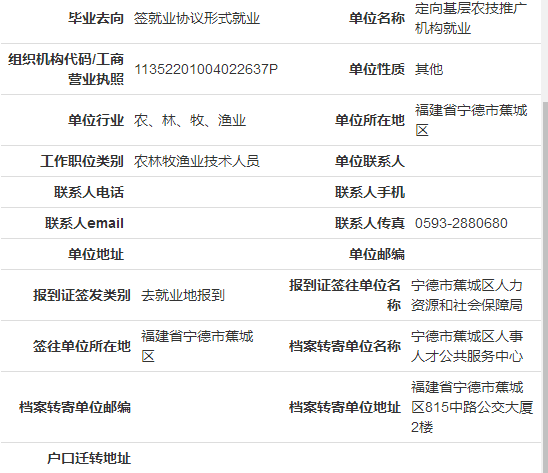 毕业去向 签就业协议形式就业 单位名称 定向基层农技推广
机构就业
组织机构代码/工商
营业执照 11352201004022637P 单位性质 其他
单位行业 农、林、牧、渔业 单位所在地 福建省宁德市蕉城
区
工作职位类别 农林牧渔业技术人员 单位联系人
联系人电话 联系人手机
联系人email 联系人传真 0593-2880680
单位地址 单位邮编
报到证签发类别 去就业地报到 报到证签往单位名
称 宁德市蕉城区人力
资源和社会保障局
签往单位所在地 福建省宁德市蕉城
区 档案转寄单位名称 宁德市蕉城区人事
人才公共服务中心
档案转寄单位邮编 档案转寄单位地址 福建省宁德市蕉城
区815中路公交大厦
2楼
户口迁转地址